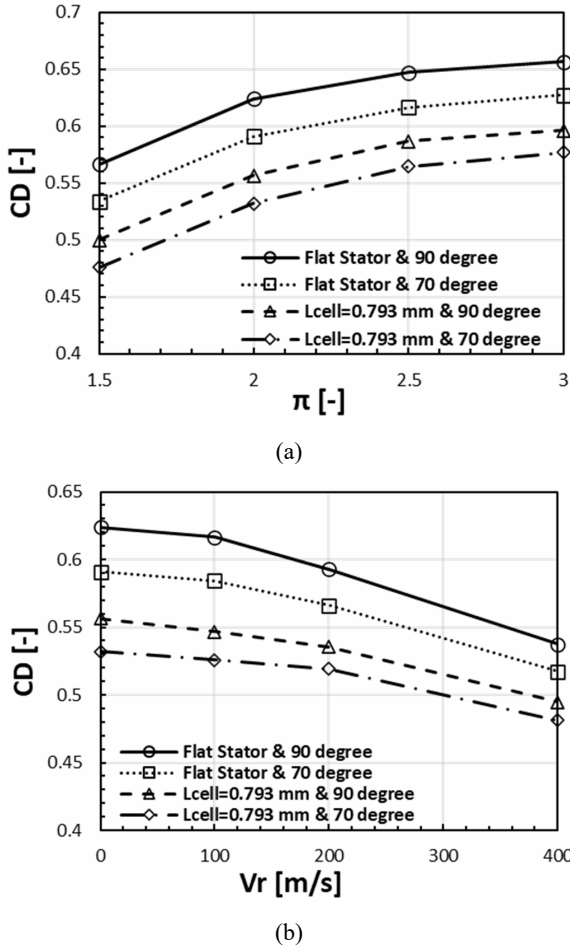 0.7
0.65
0.6
0.55
0.5
0.45
0.4
CD [-]
Flat Stator & 90 degree
Flat Stator & 70 degree
Lcell=0.793 mm & 90 degree
Lcell=0.793 mm & 70 degree
1.5 2 2.5 3
π [-]
(a)
0.65
0.6
0.55
0.5
0.45
0.4
CD [-]
Flat Stator & 90 degree
Flat Stator & 70 degree
Lcell=0.793 mm & 90 degree
Lcell=0.793 mm & 70 degree
0 100 200 300 400
Vr [m/s]
(b)